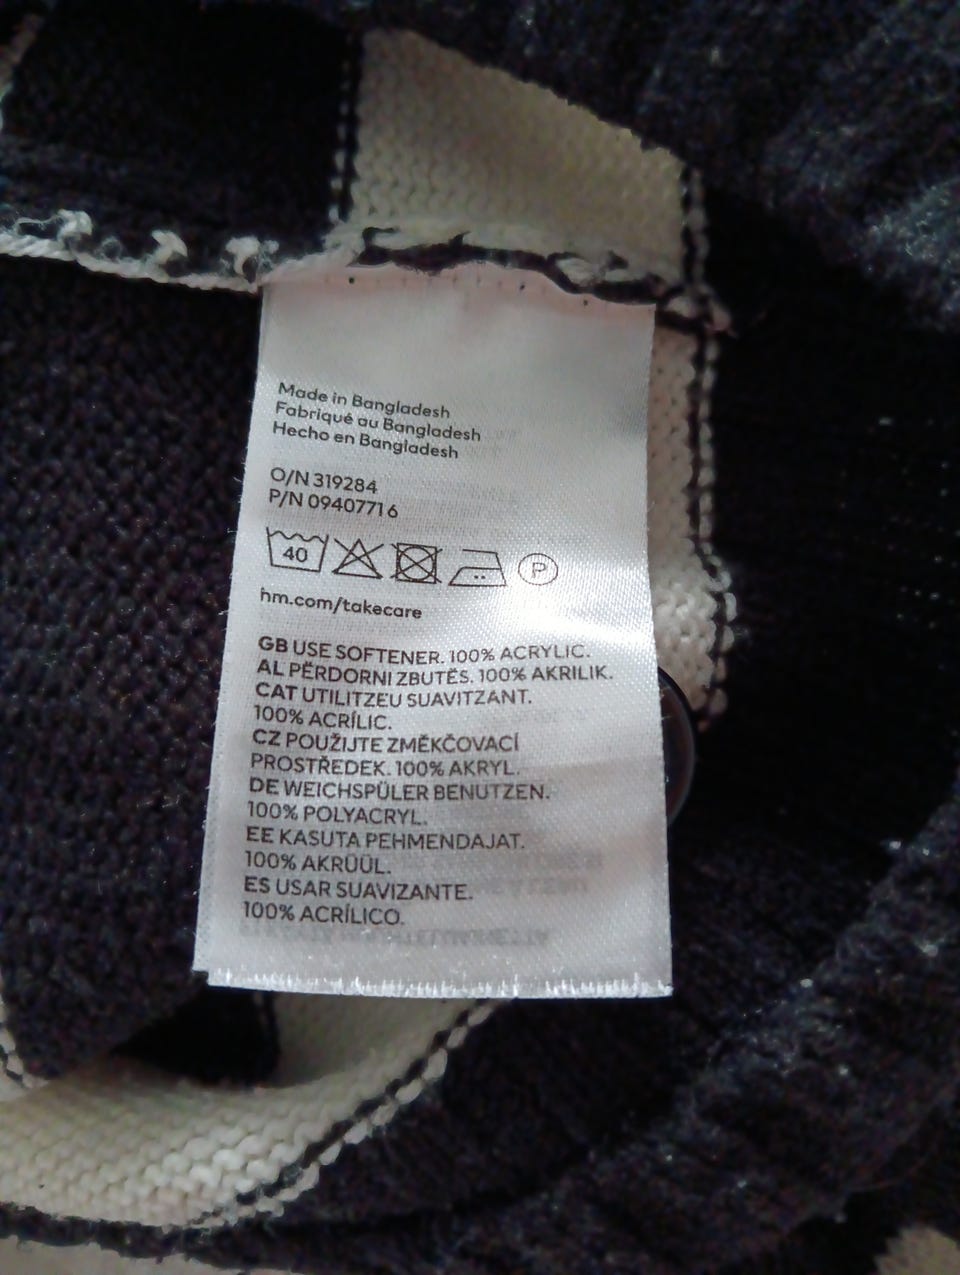 Made in Bangladesh
Fabriqué au Bangladesh
Hecho en Bangladesh
O/N 319284
P/N 09407716
40 P
hm.com/takecare
GB USE SOFTENER. 100% ACRYLIC.
AL PËRDORNI ZBUTËS. 100% AKRILIK.
CAT UTILITZEU SUAVITZANT.
100% ACRÍLIC.
CZ POUŽIJTE ZMĚKČOVACÍ
PROSTŘEDEK. 100% AKRYL.
DE WEICHSPÜLER BENUTZEN.
100% POLYACRYL.
EE KASUTA PEHMENDAJAT.
100% AKRÜÜL.
ES USAR SUAVIZANTE.
100% ACRÍLICO.